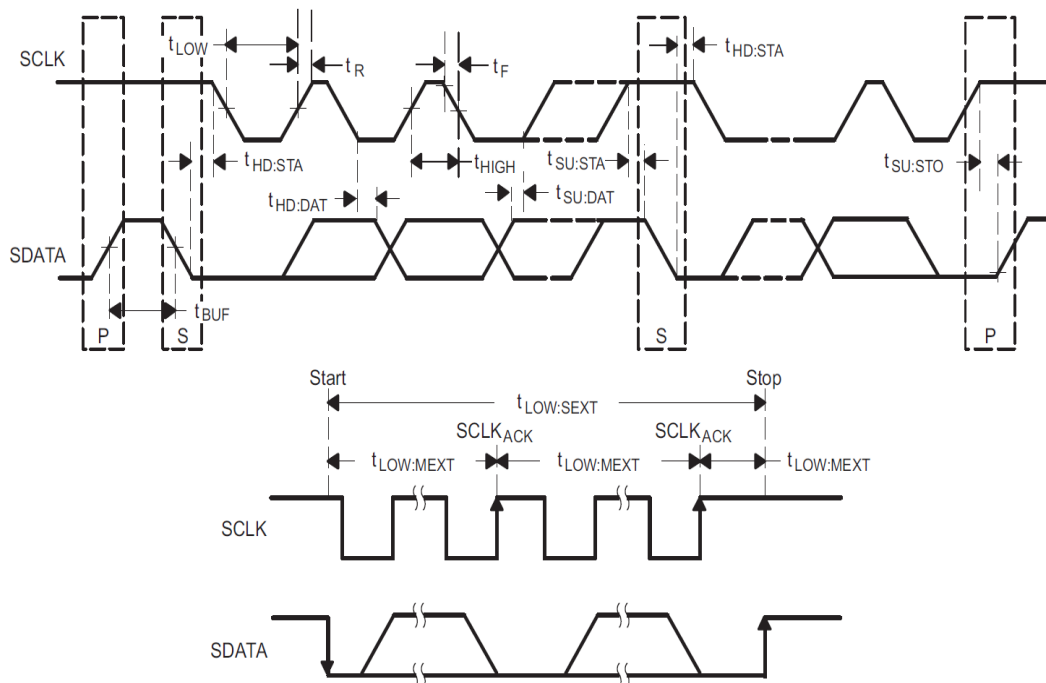 tLOW
tHD:STA
SCLK
tR
tF
tHD:STA
tHIGH
tSU:STA
tSU:STO
tHD:DAT
tSU:DAT
SDATA
tBUF
P
S
S
P
Start
Stop
tLOW:SEXT
SCLKACK
SCLKACK
tLOW:MEXT
tLOW:MEXT
tLOW:MEXT
SCLK
SDATA